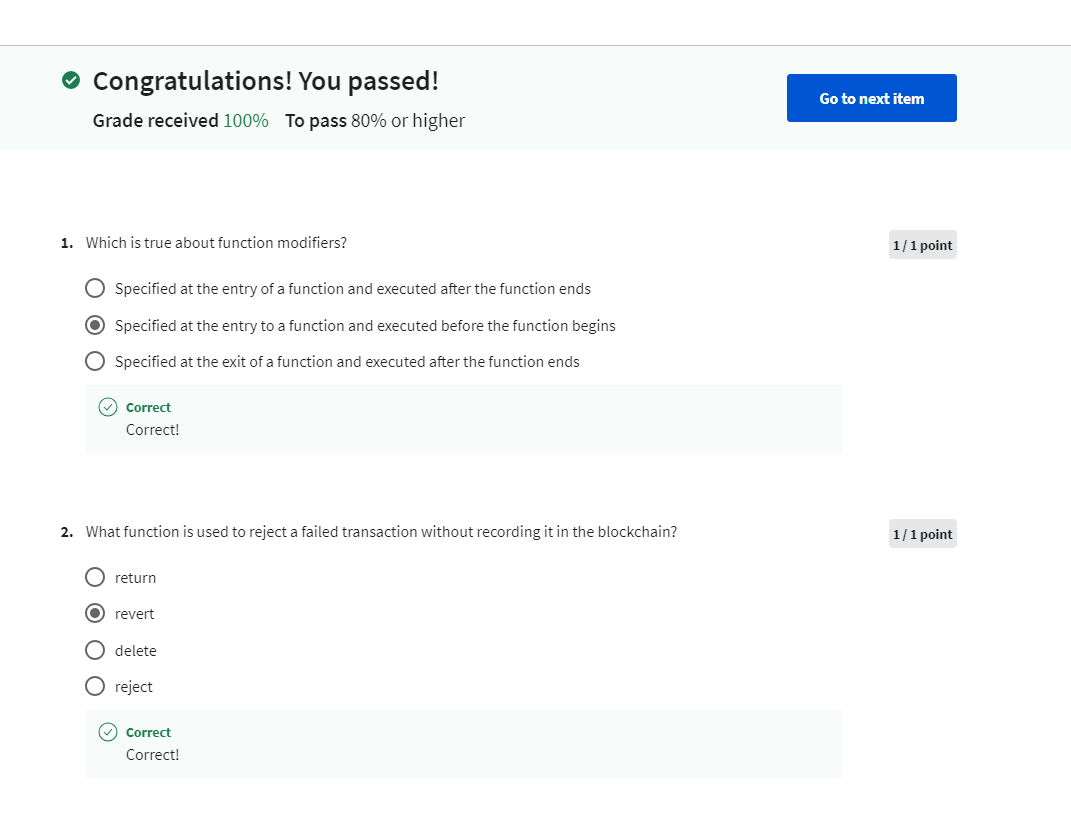 Congratulations! You passed!
Grade received 100% To pass 80% or higher
Go to next item
1. Which is true about function modifiers?
1 / 1 point
Specified at the entry of a function and executed after the function ends
Specified at the entry to a function and executed before the function begins
Specified at the exit of a function and executed after the function ends
Correct
Correct!
2. What function is used to reject a failed transaction without recording it in the blockchain?
1 / 1 point
return
revert
delete
reject
Correct
Correct!